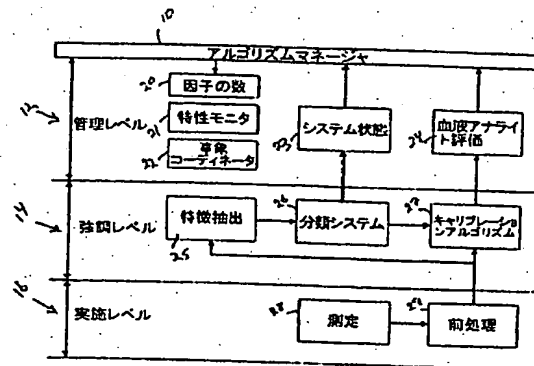 10
アルゴリズムマネージャ
20
因子の数
12
管理レベル
21
特性モニタ
22
事象
コーディネータ
23
システム状態
24
血液アナライ
ト評価
14
強調レベル
特徴抽出
25
26
分類システム
キャリブレーショ
ンアルゴリズム
16
実施レベル
測定
前処理